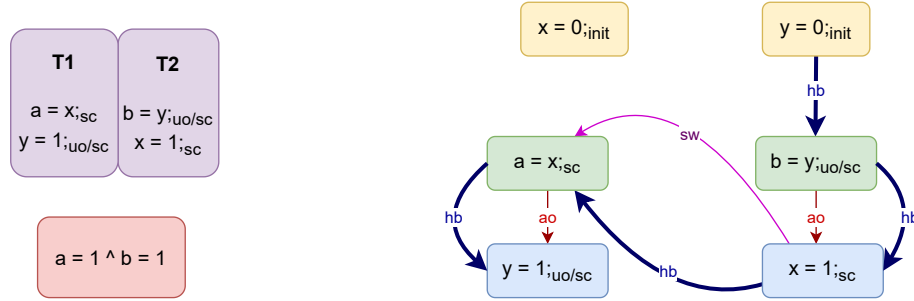 T1
a = x;sc
y = 1;uo/sc
T2
b = y;uo/sc
x = 1;sc
a = 1 ^ b = 1
x = 0;init
y = 0;init
hb
sw
a = x;sc
b = y;uo/sc
hb
ao
ao
hb
hb
y = 1;uo/sc
x = 1;sc